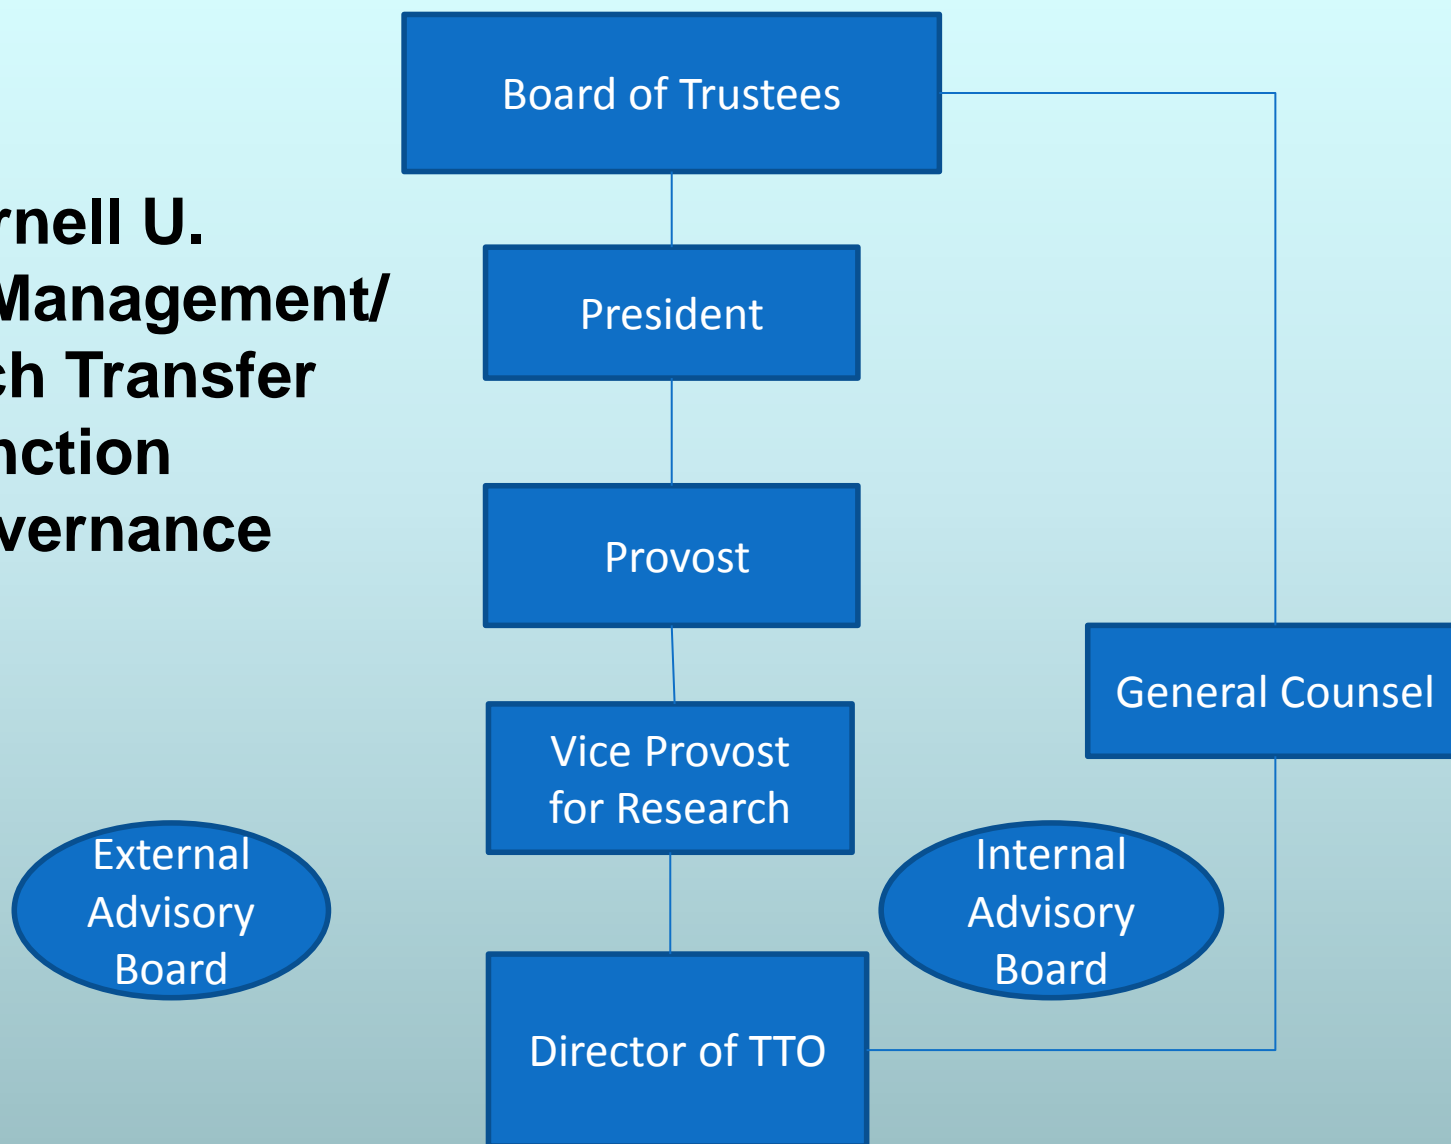 Board of Trustees
rnell U.
Management/
ch Transfer
nction
vernance
President
Provost
General Counsel
Vice Provost
for Research
External
Advisory
Board
Internal
Advisory
Board
Director of TTO